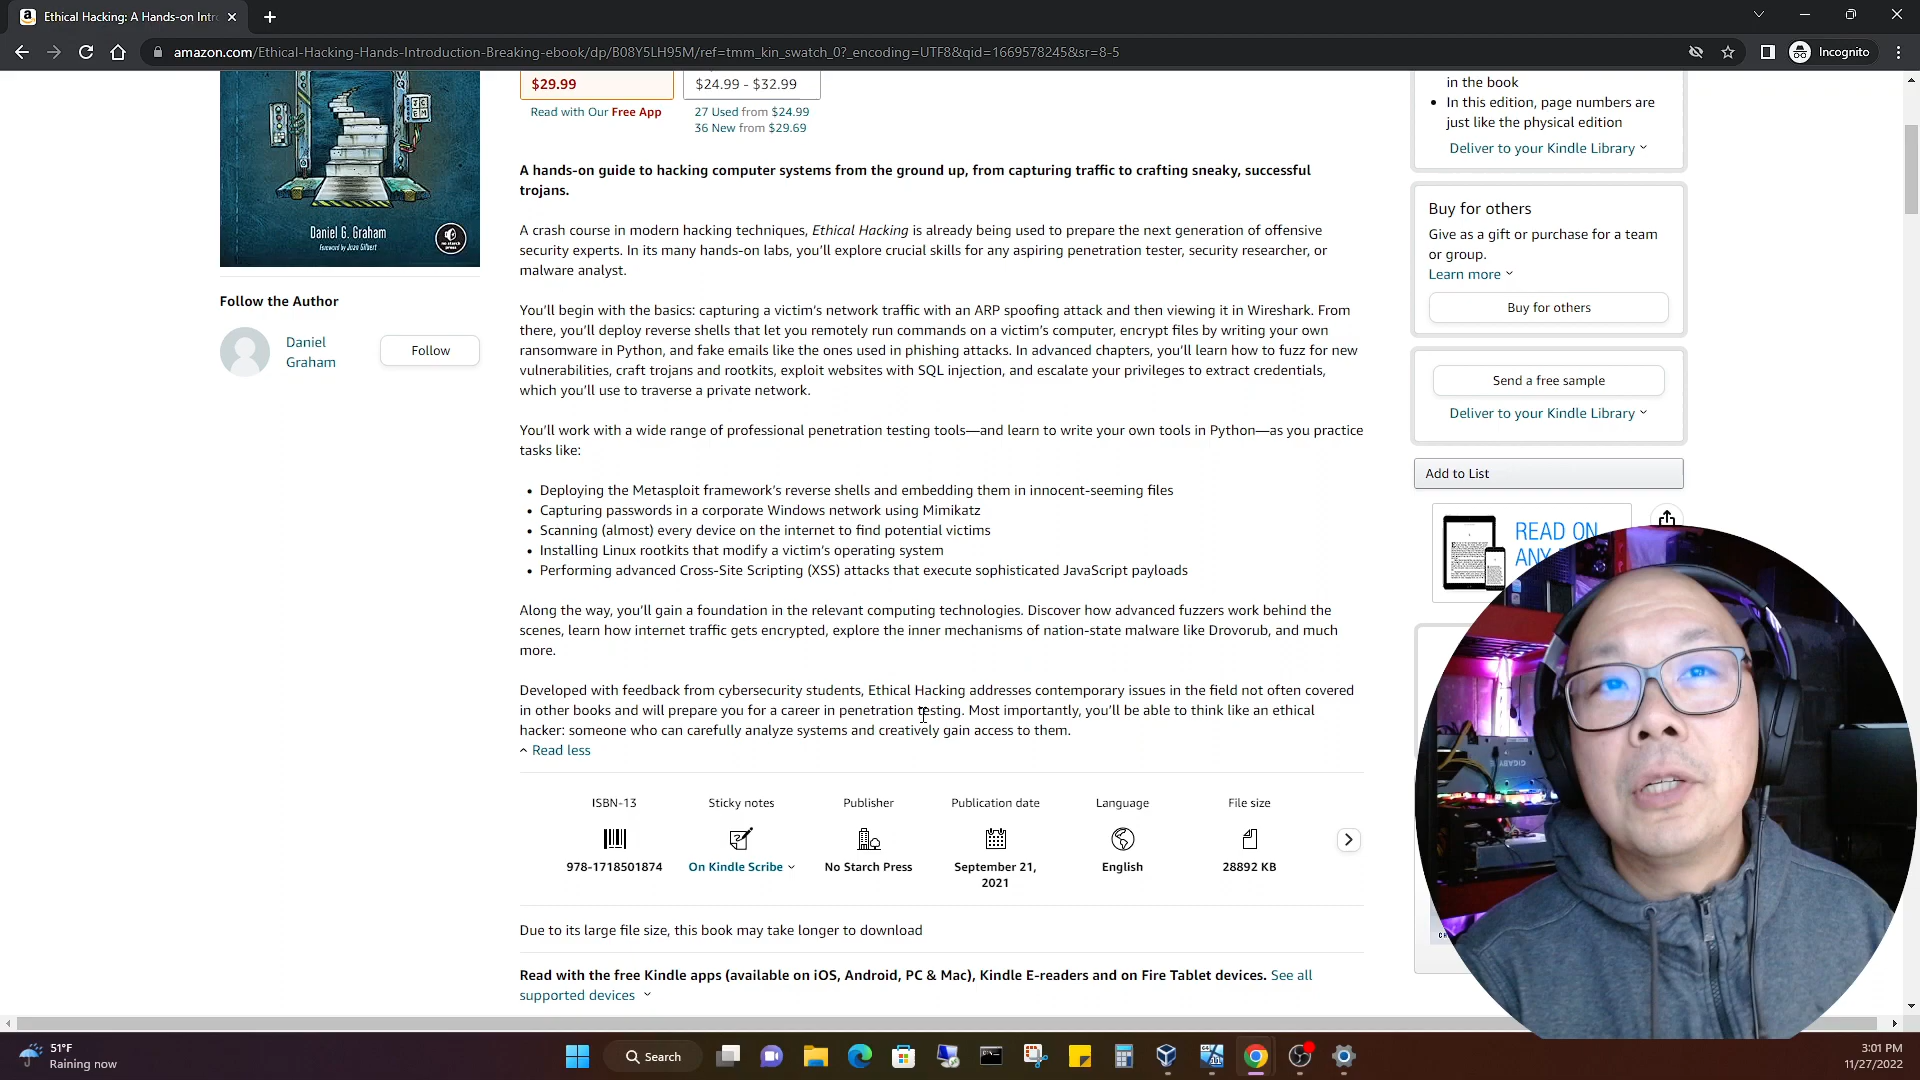 Ethical Hacking: A Hands-on Intro
amazon.com/Ethical-Hacking-Hands-Introduction-Breaking-ebook/dp/B08Y5LH95M/ref=tmm_kin_swatch_0?_encoding=UTF8&qid=1669578245&sr=8-5
Incognito
$29.99
Read with Our Free App
$24.99 - $32.99
27 Used from $24.99
36 New from $29.69
Daniel G. Graham
Foreword by Juan Gilbert
Follow the Author
Daniel
Graham
Follow
A hands-on guide to hacking computer systems from the ground up, from capturing traffic to crafting sneaky, successful
trojans.
A crash course in modern hacking techniques, Ethical Hacking is already being used to prepare the next generation of offensive
security experts. In its many hands-on labs, you’ll explore crucial skills for any aspiring penetration tester, security researcher, or
malware analyst.
You’ll begin with the basics: capturing a victim’s network traffic with an ARP spoofing attack and then viewing it in Wireshark. From
there, you’ll deploy reverse shells that let you remotely run commands on a victim’s computer, encrypt files by writing your own
ransomware in Python, and fake emails like the ones used in phishing attacks. In advanced chapters, you’ll learn how to fuzz for new
vulnerabilities, craft trojans and rootkits, exploit websites with SQL injection, and escalate your privileges to extract credentials,
which you’ll use to traverse a private network.
You’ll work with a wide range of professional penetration testing tools—and learn to write your own tools in Python—as you practice
tasks like:
• Deploying the Metasploit framework’s reverse shells and embedding them in innocent-seeming files
• Capturing passwords in a corporate Windows network using Mimikatz
• Scanning (almost) every device on the internet to find potential victims
• Installing Linux rootkits that modify a victim’s operating system
• Performing advanced Cross-Site Scripting (XSS) attacks that execute sophisticated JavaScript payloads
Along the way, you’ll gain a foundation in the relevant computing technologies. Discover how advanced fuzzers work behind the
scenes, learn how internet traffic gets encrypted, explore the inner mechanisms of nation-state malware like Drovorub, and much
more.
Developed with feedback from cybersecurity students, Ethical Hacking addresses contemporary issues in the field not often covered
in other books and will prepare you for a career in penetration testing. Most importantly, you’ll be able to think like an ethical
hacker: someone who can carefully analyze systems and creatively gain access to them.
Read less
ISBN-13
978-1718501874
Sticky notes
On Kindle Scribe
Publisher
No Starch Press
Publication date
September 21,
2021
Language
English
File size
28892 KB
Due to its large file size, this book may take longer to download
Read with the free Kindle apps (available on iOS, Android, PC & Mac), Kindle E-readers and on Fire Tablet devices. See all
supported devices
in the book
• In this edition, page numbers are
just like the physical edition
Deliver to your Kindle Library
Buy for others
Give as a gift or purchase for a team
or group.
Learn more
Buy for others
Send a free sample
Deliver to your Kindle Library
Add to List
READ ON
GIGABYTE
51°F
Raining now
Search
3:01 PM
11/27/2022